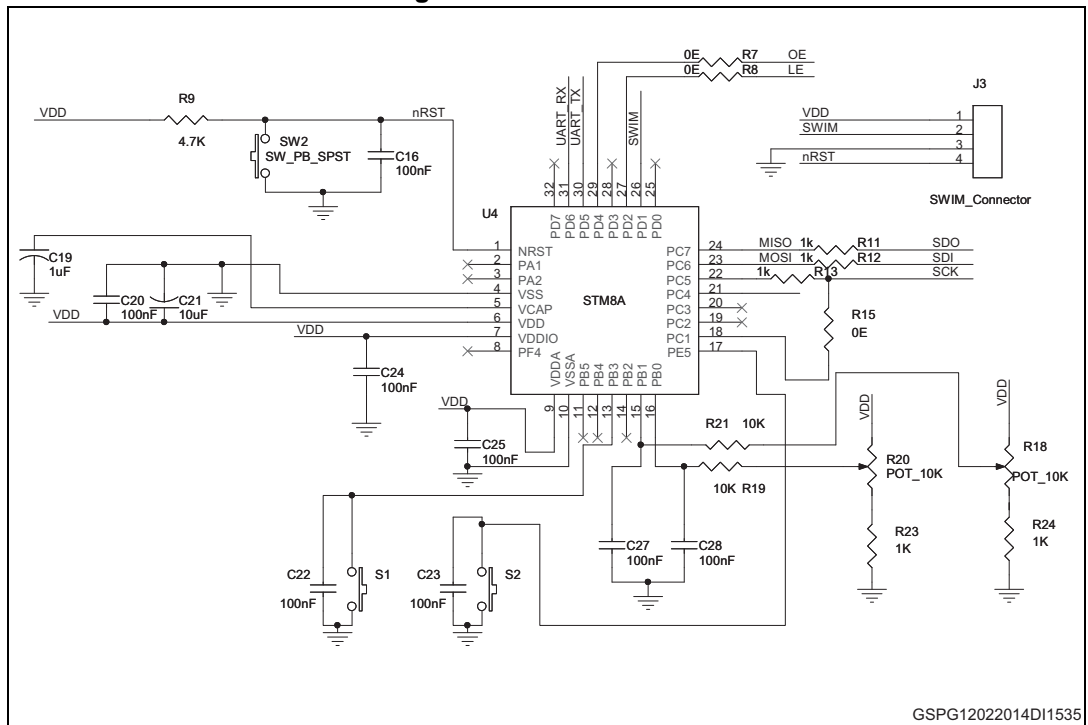 0E R7 OE
0E R8 LE
J3
R9
VDD
nRST
4.7K
SW2
SW_PB_SPST
C16
100nF
UART_RX
UART_TX
SWIM
VDD 1
SWIM 2
3
nRST 4
SWIM_Connector
32
31
30
29
28
27
26
25
PD7
PD6
PD5
PD4
PD3
PD2
PD1
PD0
U4
STM8A
1 NRST
2 PA1
3 PA2
4 VSS
5 VCAP
6 VDD
7 VDDIO
8 PF4
PC7 24
PC6 23
PC5 22
PC4 21
PC3 20
PC2 19
PC1 18
PE5 17
MISO 1k R11 SDO
MOSI 1k R12 SDI
1k R13 SCK
R15
0E
C19
1uF
C20
100nF
C21
10uF
VDD
VDD
C24
100nF
VDDA
VSSA
PB5
PB4
PB3
PB2
PB1
PB0
9
10
11
12
13
14
15
16
VDD
C25
100nF
R21 10K
10K R19
VDD
R20
POT_10K
R23
1K
VDD
R18
POT_10K
R24
1K
C27
100nF
C28
100nF
C22
100nF
S1
C23
100nF
S2
GSPG12022014DI1535